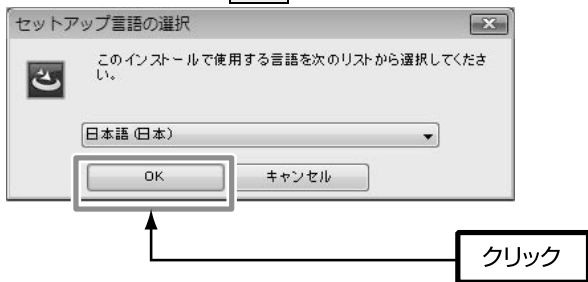 セットアップ言語の選択
このインストールで使用する言語を次のリストから選択してくださ
い。
日本語(日本)
OK
キャンセル
クリック